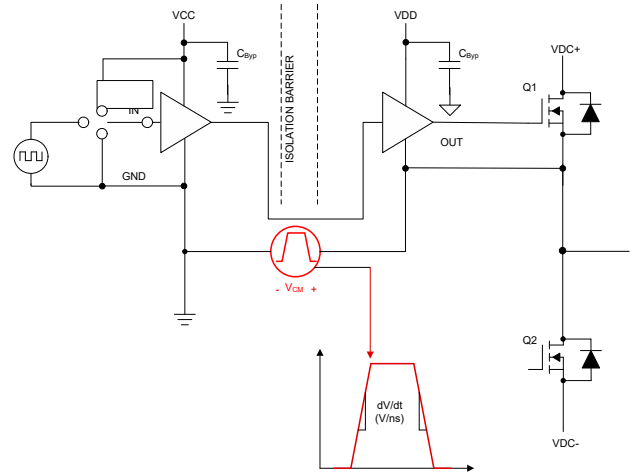 VCC
VDD
VDC+
CByp
CByp
Q1
IN
ISOLATION BARRIER
OUT
GND
- VCM +
Q2
dV/dt
(V/ns)
VDC-